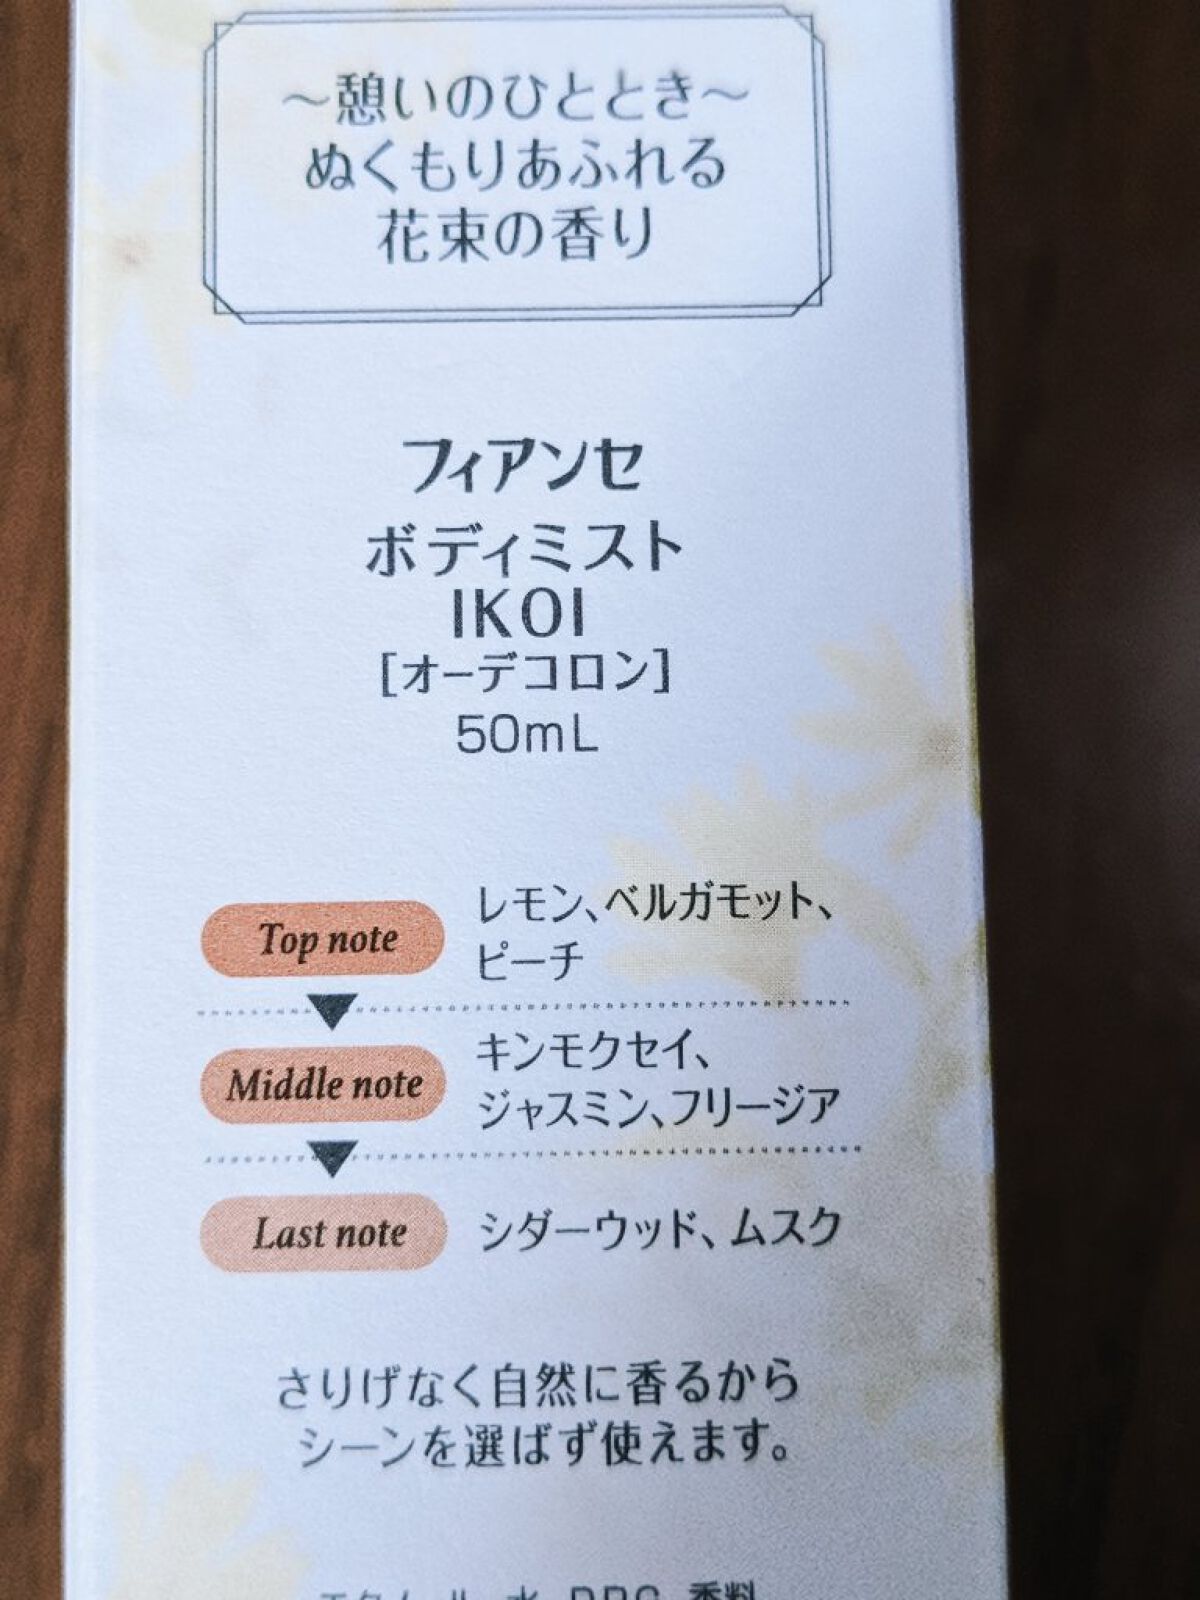 ～憩いのひととき～
ぬくもりあふれる
花束の香り
フィアンセ
ボディミスト
IKOI
[オーデコロン]
50mL
Top note
レモン、ベルガモット、
ピーチ
Middle note
キンモクセイ、
ジャスミン、フリージア
Last note
シダーウッド、ムスク
さりげなく自然に香るから
シーンを選ばず使えます。